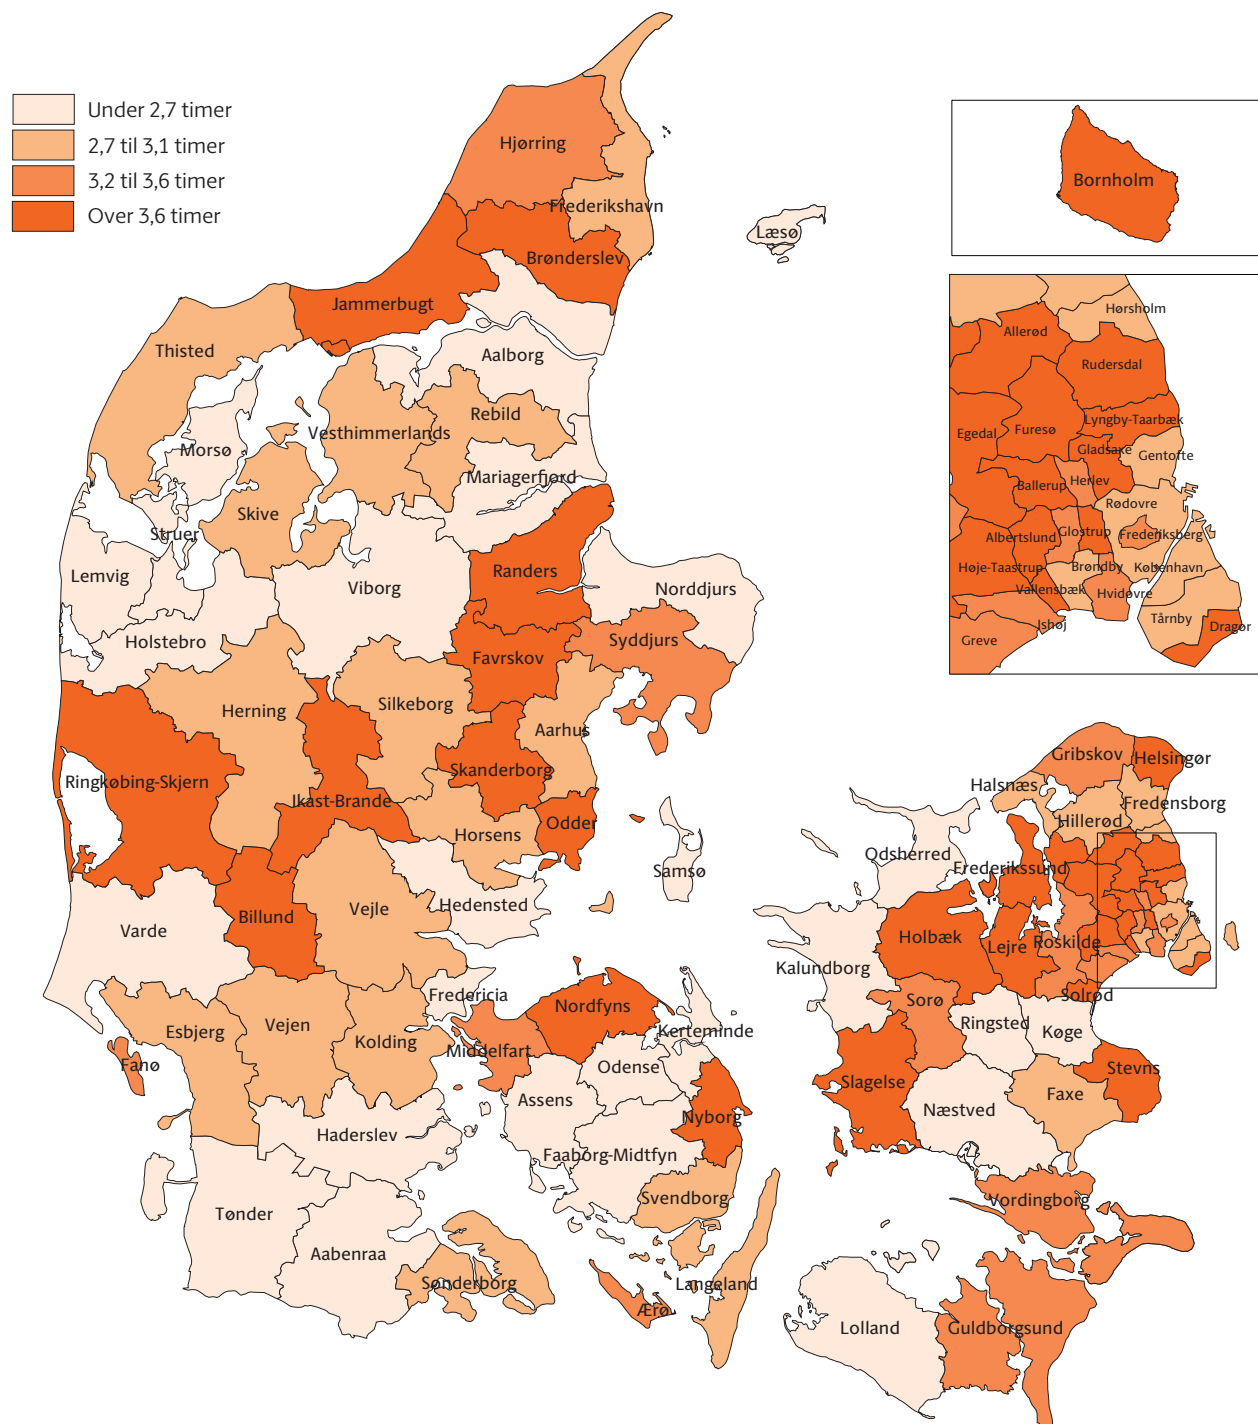 Under 2,7 timer
2,7 til 3,1 timer
3,2 til 3,6 timer
Over 3,6 timer
Hjørring
Frederikshavn
Læsø
Brønderslev
Jammerbugt
Thisted
Aalborg
Rebild
Vesthimmerlands
Morsø
Mariagerfjord
Skive
Struer
Lemvig
Viborg
Randers
Norddjurs
Holstebro
Syddjurs
Favrskov
Herning
Silkeborg
Aarhus
Skanderborg
Ringkøbing-Skjern
Ikast-Brande
Odder
Horsens
Samsø
Hedensted
Vejle
Billund
Varde
Fredericia
Nordfyns
Kerteminde
Esbjerg
Vejen
Kolding
Middelfart
Fanø
Odense
Assens
Nyborg
Haderslev
Faaborg-Midtfyn
Svendborg
Tønder
Aabenraa
Sønderborg
Langeland
Ærø
Bornholm
Hørsholm
Allerød
Rudersdal
Lyngby-Taarbæk
Egedal
Furesø
Gladsaxe
Gentofte
Ballerup
Herlev
Rødovre
Albertslund
Glostrup
Frederiksberg
Høje-Taastrup
Brøndby
København
Vallensbæk
Hvidovre
Ishøj
Tårnby
Dragør
Greve
Gribskov
Helsingør
Halsnæs
Fredensborg
Hillerød
Odsherred
Frederikssund
Holbæk
Lejre
Roskilde
Kalundborg
Solrød
Sorø
Ringsted
Køge
Slagelse
Stevns
Næstved
Faxe
Vordingborg
Lolland
Guldborgsund